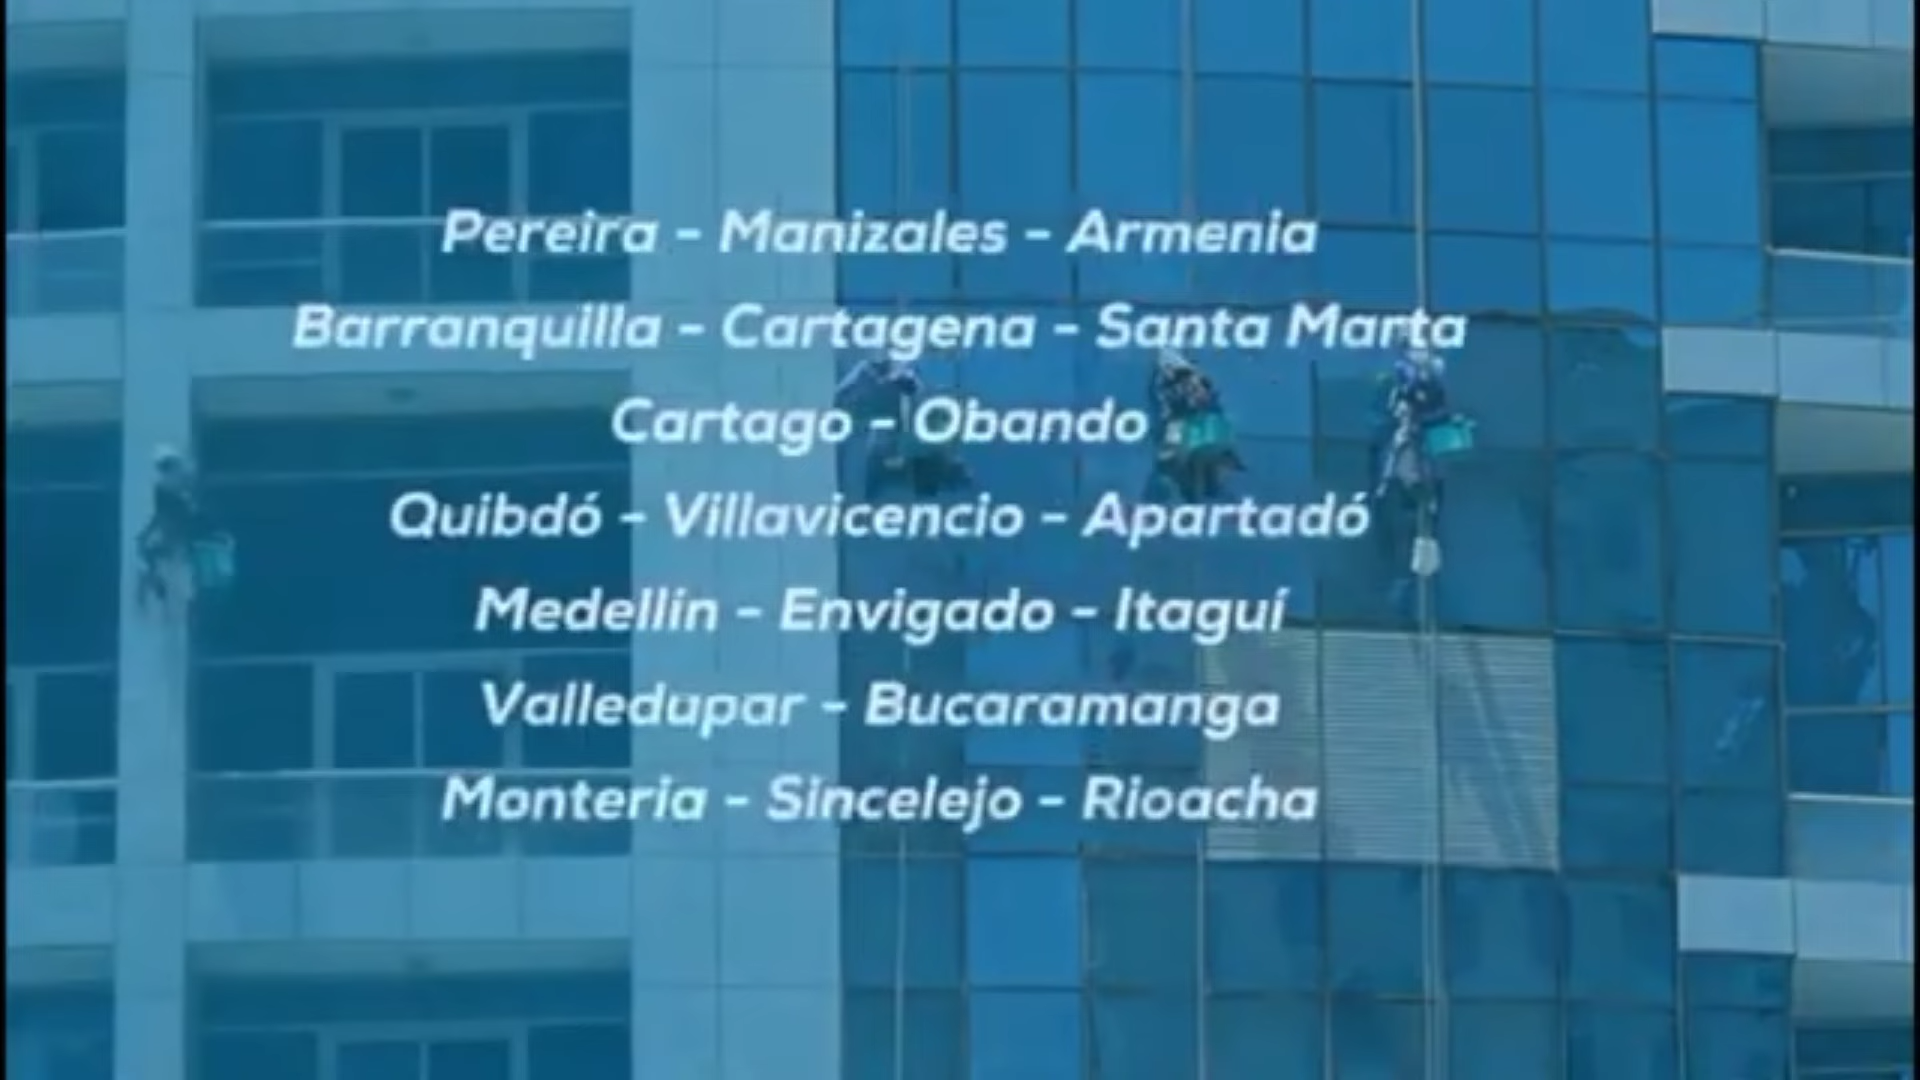 Pereira - Manizales - Armenia
Barranquilla - Cartagena - Santa Marta
Cartago - Obando
Quibdó - Villavicencio - Apartadó
Medellín - Envigado - Itaguí
Valledupar - Bucaramanga
Monteria - Sincelejo - Rioacha